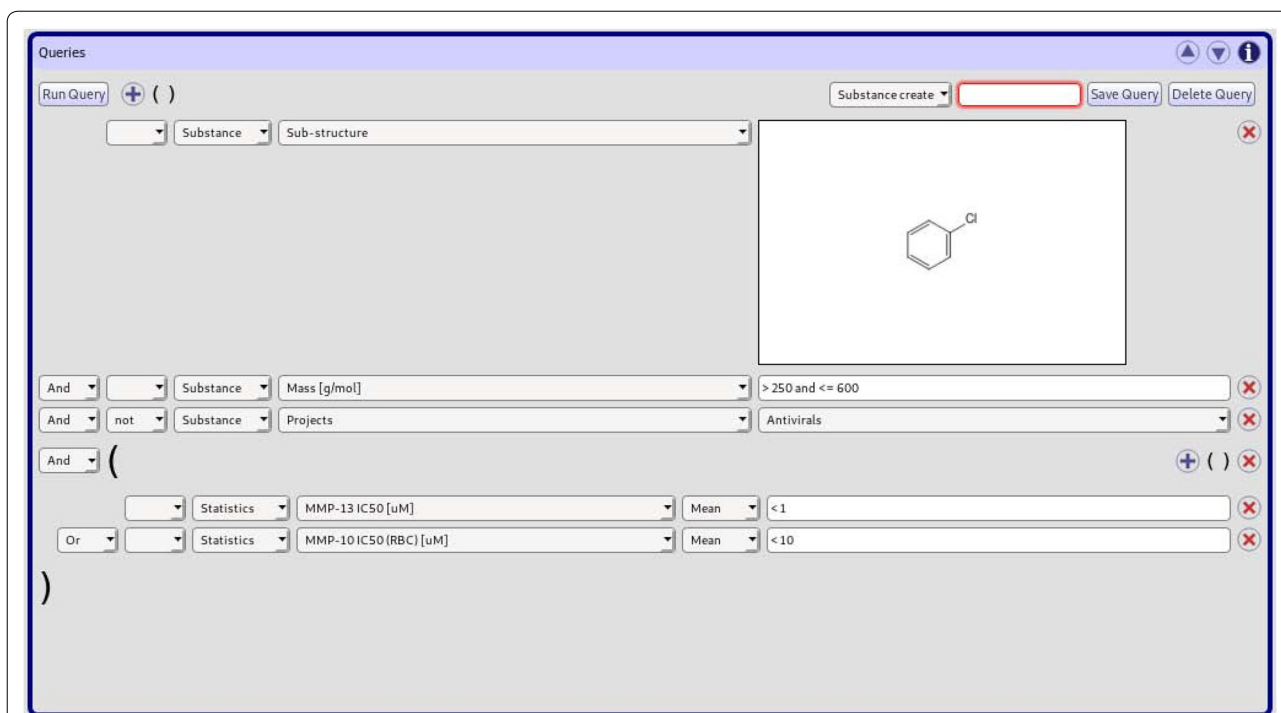 Queries
Run Query ( ) Substance create Save Query Delete Query
Substance Sub-structure
Cl
And Substance Mass [g/mol] > 250 and <= 600
And not Substance Projects Antivirals
And ( ( )
Statistics MMP-13 IC50 [uM] Mean < 1
Or Statistics MMP-10 IC50 (RBC) [uM] Mean < 10
)